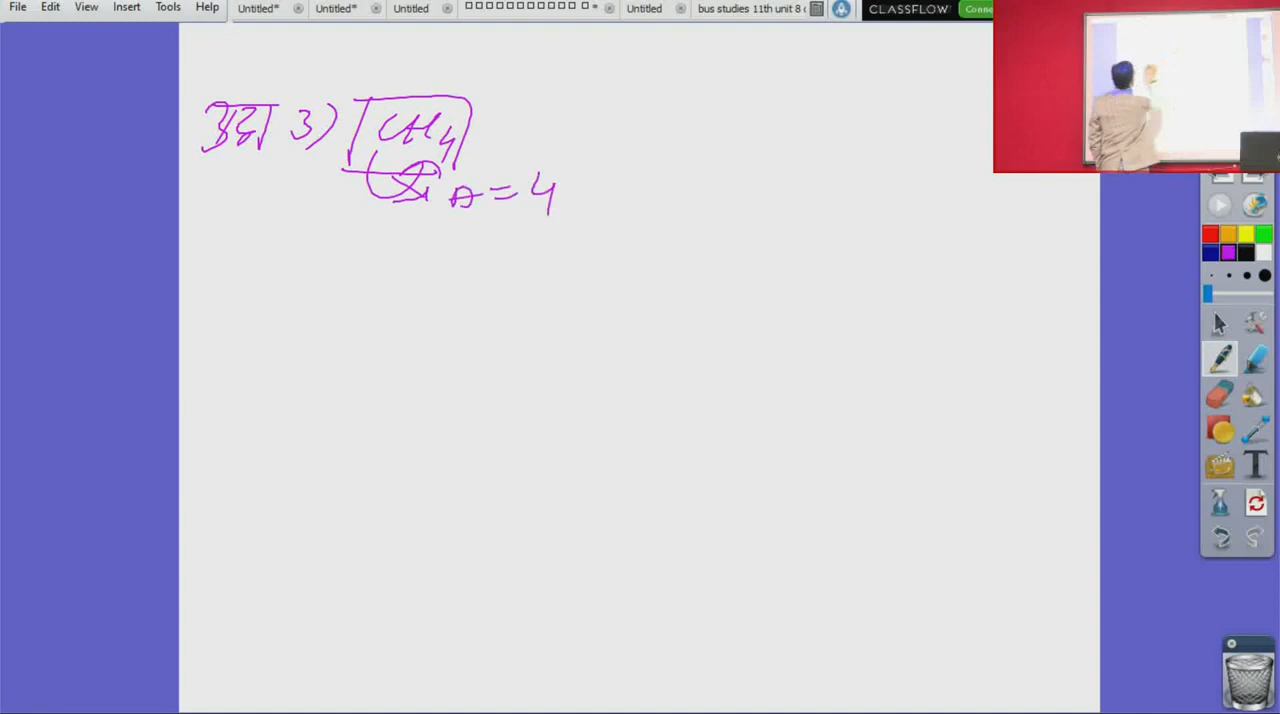 File Edit View Insert Tools Help Untitled* Untitled* Untitled Untitled bus studies 11th unit 8 c CLASSFLOW Conne
3) CH4
A = 4